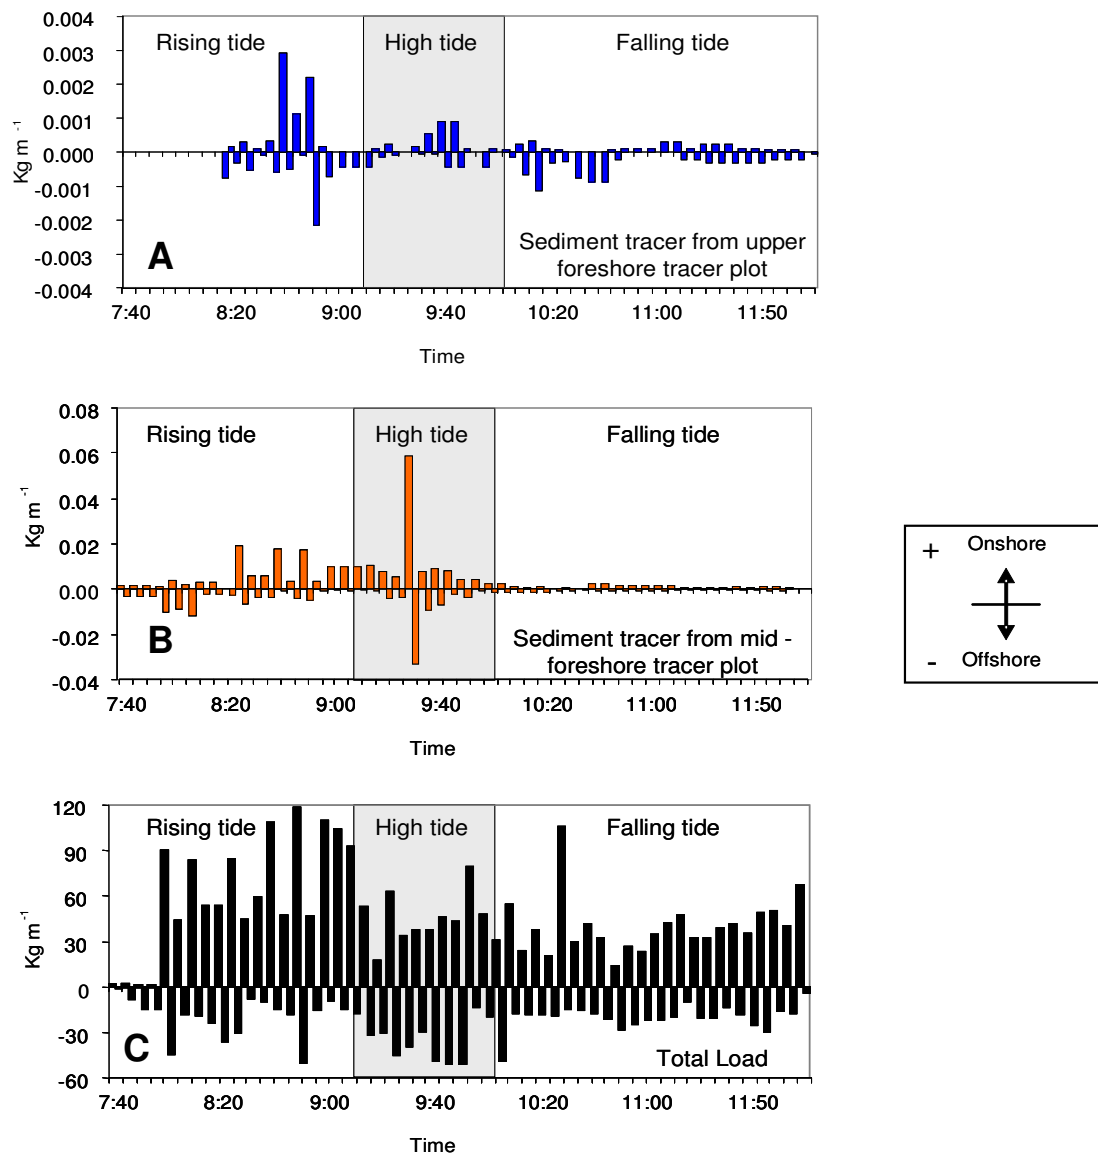 0.004
0.003
0.002
0.001
0.000
-0.001
-0.002
-0.003
-0.004
Kg m -1
Rising tide High tide Falling tide
A
Sediment tracer from upper
foreshore tracer plot
7:40 8:20 9:00 9:40 10:20 11:00 11:50
Time
0.08
0.06
0.04
0.02
0.00
-0.02
-0.04
Kg m -1
Rising tide High tide Falling tide
B
Sediment tracer from mid -
foreshore tracer plot
7:40 8:20 9:00 9:40 10:20 11:00 11:50
Time
+ Onshore
- Offshore
120
90
60
30
0
-30
-60
Kg m -1
Rising tide High tide Falling tide
C
Total Load
7:40 8:20 9:00 9:40 10:20 11:00 11:50
Time